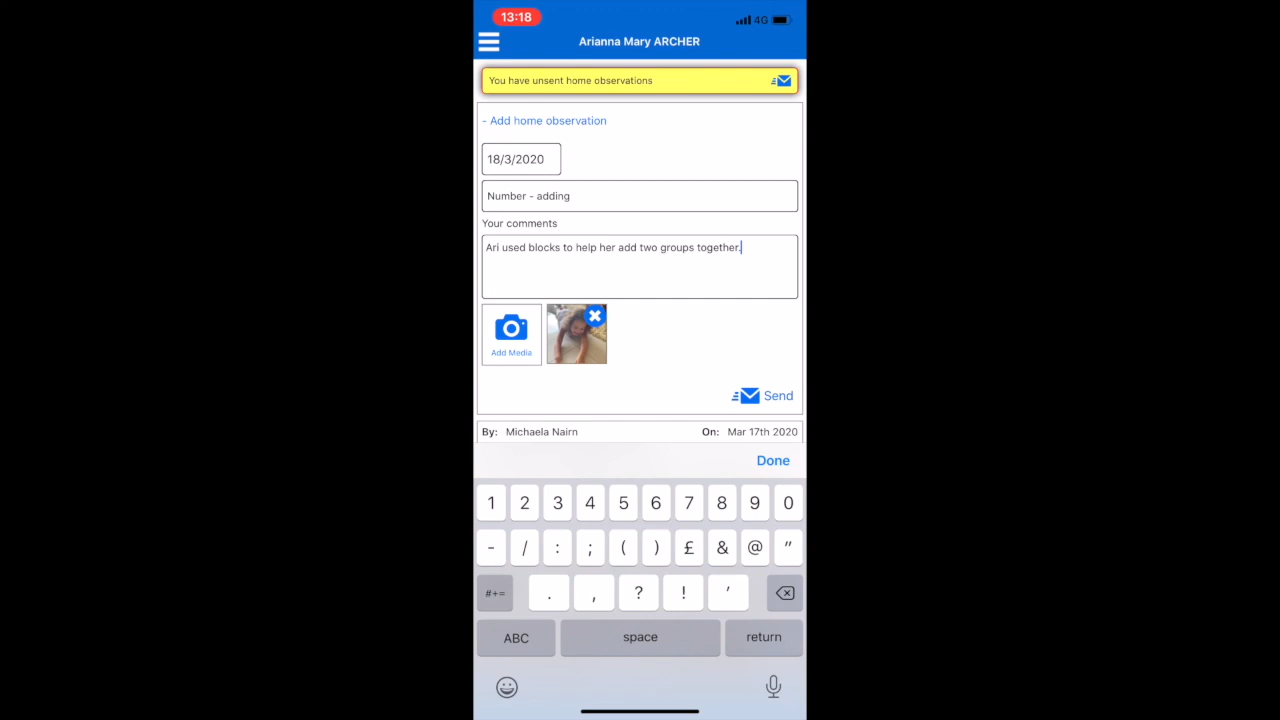 13:18
4G
Arianna Mary ARCHER
You have unsent home observations
- Add home observation
18/3/2020
Number - adding
Your comments
Ari used blocks to help her add two groups together.
Add Media
Send
By: Michaela Nairn On: Mar 17th 2020
Done
1 2 3 4 5 6 7 8 9 0
- / : ; ( ) £ & @ "
#+= . , ? ! '
ABC space return